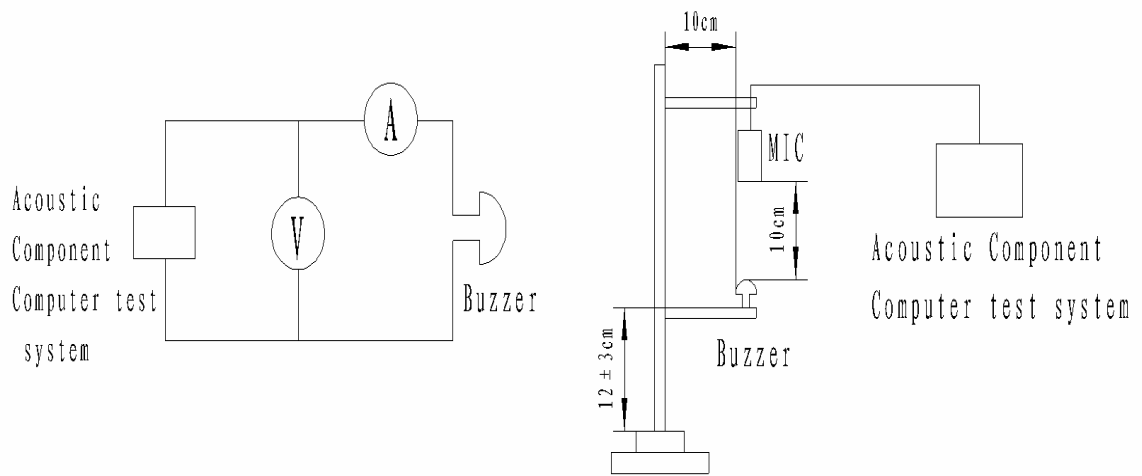 A
V
Acoustic
Component
Computer test
system
Buzzer
10cm
MIC
10cm
12±3cm
Buzzer
Acoustic Component
Computer test system